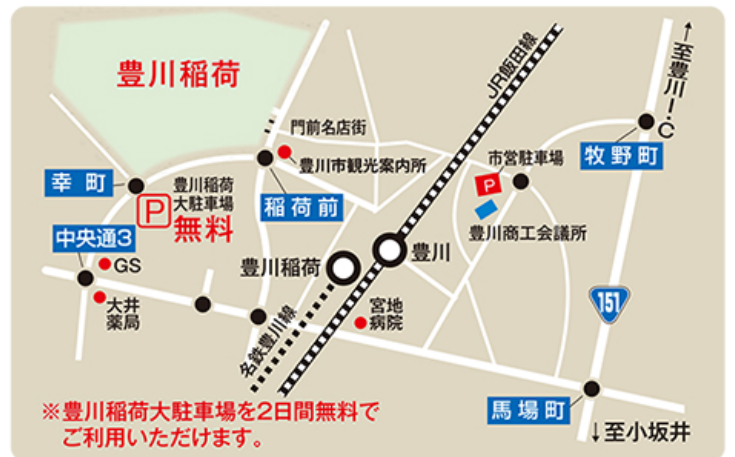 豊川稲荷
門前名店街
豊川市観光案内所
幸町
豊川稲荷
大駐車場
P
無料
稲荷前
中央通3
GS
大井
薬局
豊川稲荷
豊川
名鉄豊川線
JR飯田線
宮地
病院
市営駐車場
P
豊川商工会議所
牧野町
↑至豊川I.C
151
馬場町
↓至小坂井
※豊川稲荷大駐車場を2日間無料で
ご利用いただけます。